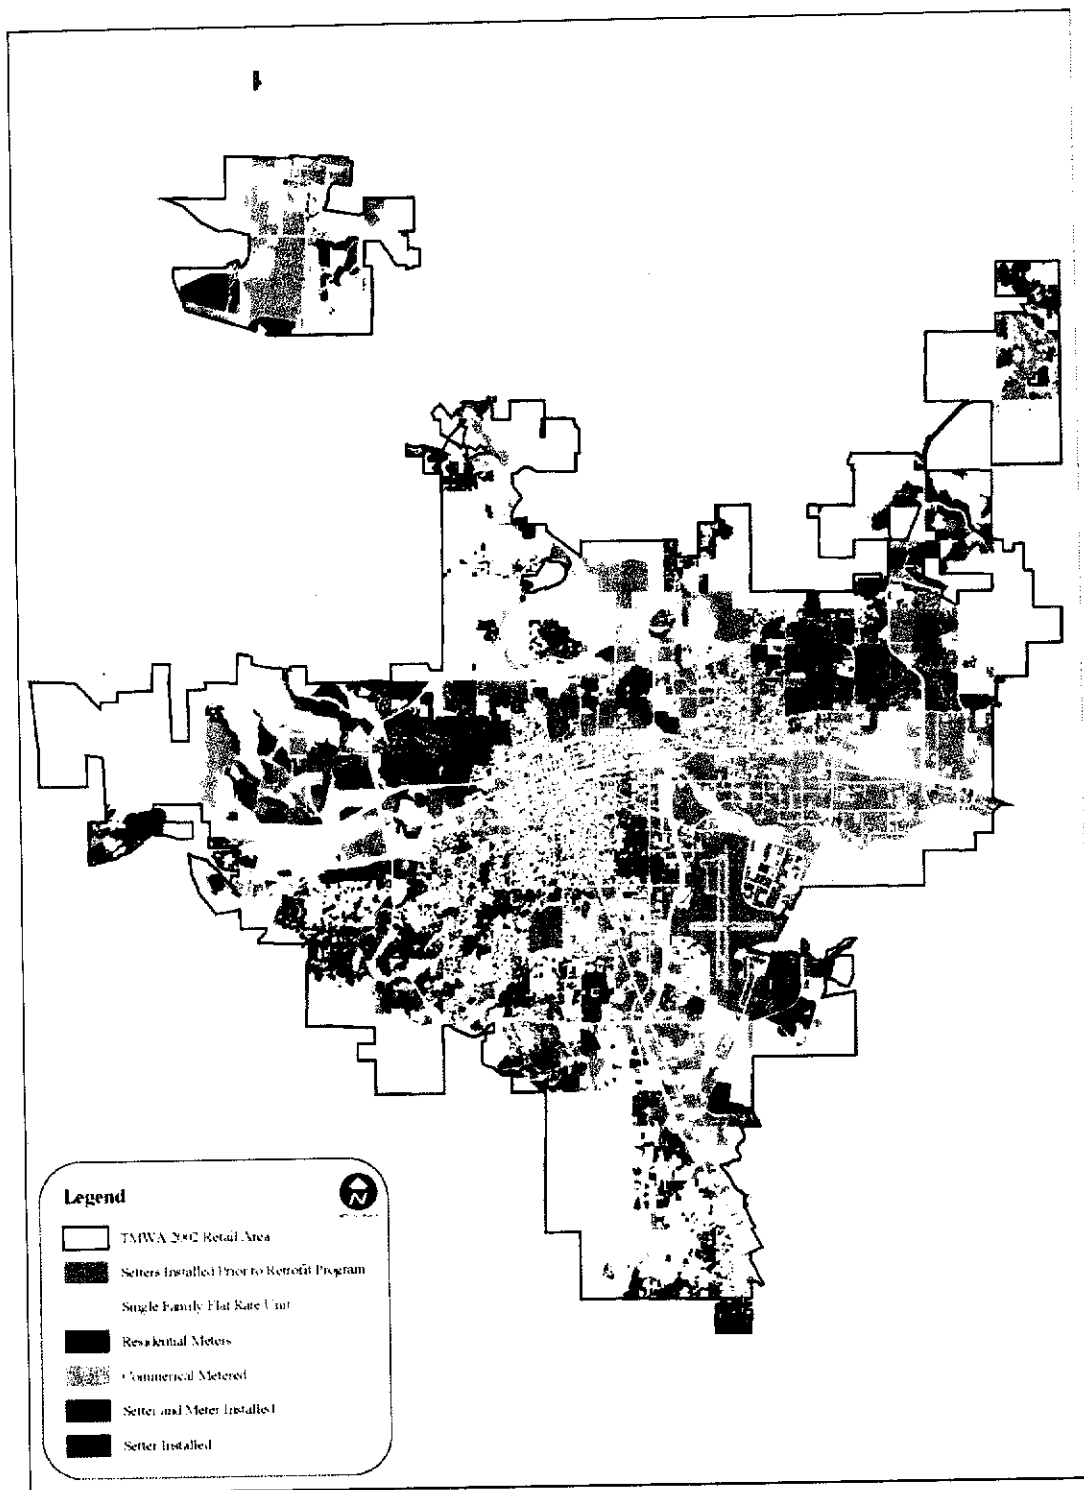 Legend
N
TMWA 2002 Retail Area
Setters Installed Prior to Retrofit Program
Single Family Flat Rate Unit
Residential Meters
Commerical Metered
Setter and Meter Installed
Setter Installed